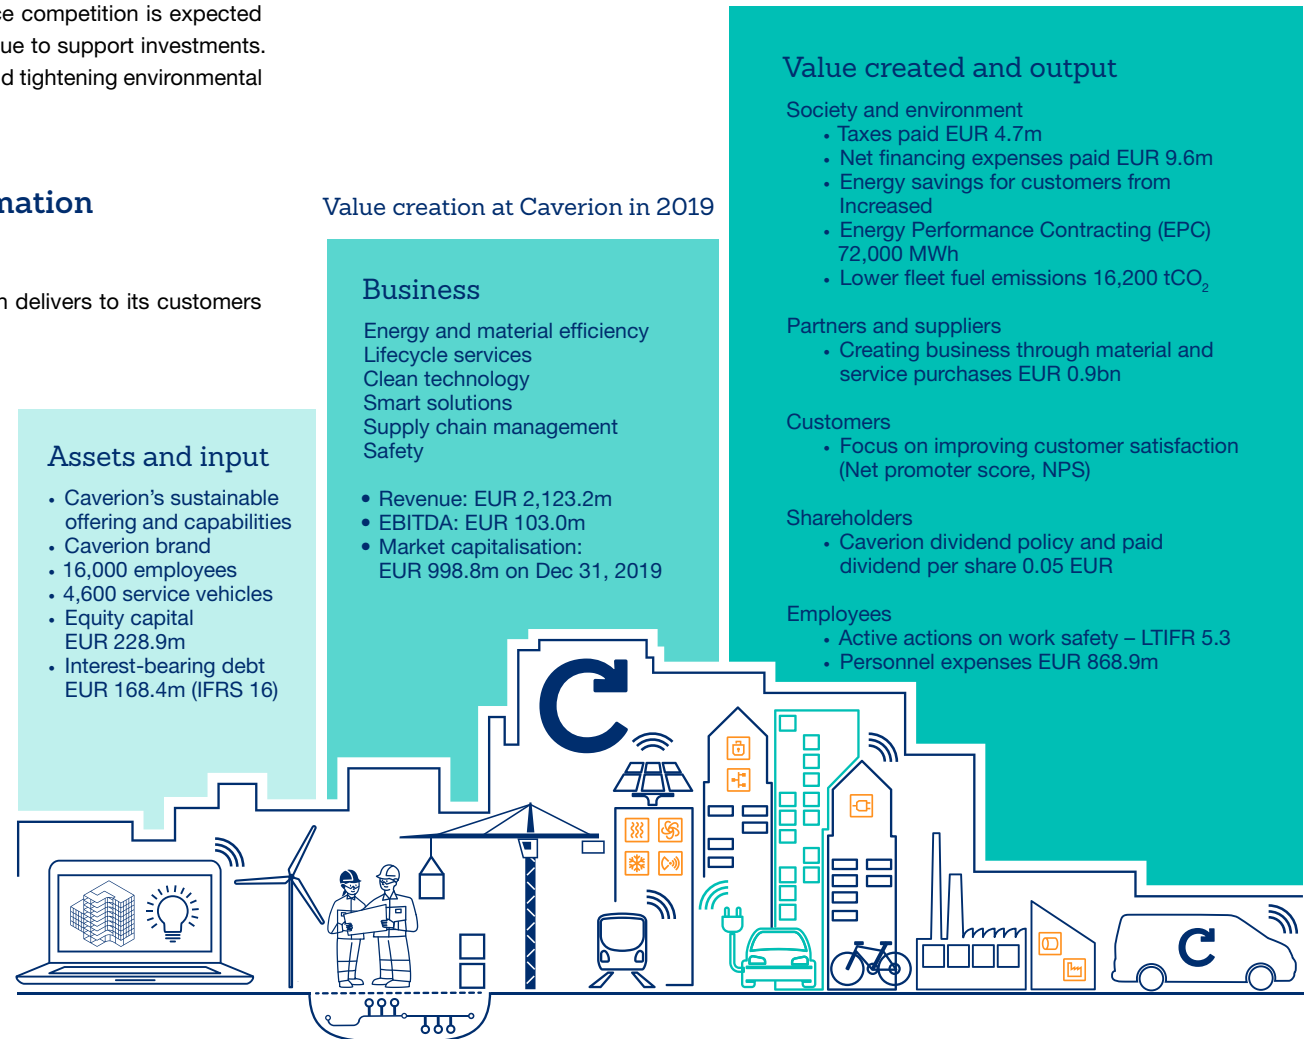 ce competition is expected
ue to support investments.
d tightening environmental
mation
n delivers to its customers
Value creation at Caverion in 2019
Assets and input
• Caverion’s sustainable
offering and capabilities
• Caverion brand
• 16,000 employees
• 4,600 service vehicles
• Equity capital
EUR 228.9m
• Interest-bearing debt
EUR 168.4m (IFRS 16)
Business
Energy and material efficiency
Lifecycle services
Clean technology
Smart solutions
Supply chain management
Safety
• Revenue: EUR 2,123.2m
• EBITDA: EUR 103.0m
• Market capitalisation:
EUR 998.8m on Dec 31, 2019
Value created and output
Society and environment
• Taxes paid EUR 4.7m
• Net financing expenses paid EUR 9.6m
• Energy savings for customers from
Increased
• Energy Performance Contracting (EPC)
72,000 MWh
• Lower fleet fuel emissions 16,200 tCO₂
Partners and suppliers
• Creating business through material and
service purchases EUR 0.9bn
Customers
• Focus on improving customer satisfaction
(Net promoter score, NPS)
Shareholders
• Caverion dividend policy and paid
dividend per share 0.05 EUR
Employees
• Active actions on work safety – LTIFR 5.3
• Personnel expenses EUR 868.9m